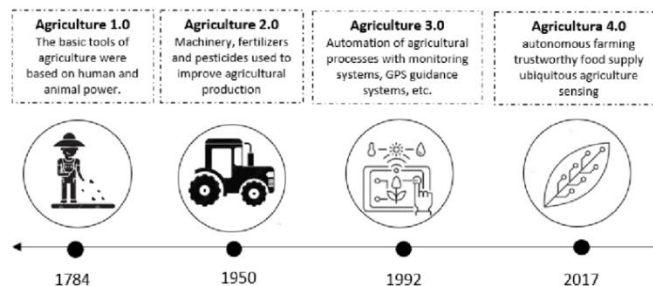 Agriculture 1.0
The basic tools of
agriculture were
based on human and
animal power.
Agriculture 2.0
Machinery, fertilizers
and pesticides used to
improve agricultural
production
Agriculture 3.0
Automation of agricultural
processes with monitoring
systems, GPS guidance
systems, etc.
Agricultura 4.0
autonomous farming
trustworthy food supply
ubiquitous agriculture
sensing
1784
1950
1992
2017